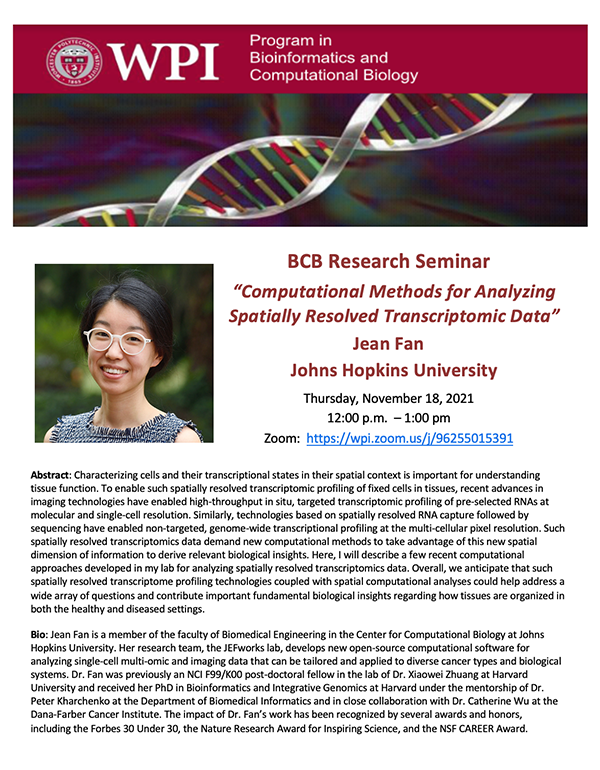 WPI
Program in
Bioinformatics and
Computational Biology
BCB Research Seminar
“Computational Methods for Analyzing
Spatially Resolved Transcriptomic Data”
Jean Fan
Johns Hopkins University
Thursday, November 18, 2021
12:00 p.m. – 1:00 pm
Zoom: https://wpi.zoom.us/j/96255015391
Abstract: Characterizing cells and their transcriptional states in their spatial context is important for understanding
tissue function. To enable such spatially resolved transcriptomic profiling of fixed cells in tissues, recent advances in
imaging technologies have enabled high-throughput in situ, targeted transcriptomic profiling of pre-selected RNAs at
molecular and single-cell resolution. Similarly, technologies based on spatially resolved RNA capture followed by
sequencing have enabled non-targeted, genome-wide transcriptional profiling at the multi-cellular pixel resolution. Such
spatially resolved transcriptomics data demand new computational methods to take advantage of this new spatial
dimension of information to derive relevant biological insights. Here, I will describe a few recent computational
approaches developed in my lab for analyzing spatially resolved transcriptomics data. Overall, we anticipate that such
spatially resolved transcriptome profiling technologies coupled with spatial computational analyses could help address a
wide array of questions and contribute important fundamental biological insights regarding how tissues are organized in
both the healthy and diseased settings.
Bio: Jean Fan is a member of the faculty of Biomedical Engineering in the Center for Computational Biology at Johns
Hopkins University. Her research team, the JEFworks lab, develops new open-source computational software for
analyzing single-cell multi-omic and imaging data that can be tailored and applied to diverse cancer types and biological
systems. Dr. Fan was previously an NCI F99/K00 post-doctoral fellow in the lab of Dr. Xiaowei Zhuang at Harvard
University and received her PhD in Bioinformatics and Integrative Genomics at Harvard under the mentorship of Dr.
Peter Kharchenko at the Department of Biomedical Informatics and in close collaboration with Dr. Catherine Wu at the
Dana-Farber Cancer Institute. The impact of Dr. Fan’s work has been recognized by several awards and honors,
including the Forbes 30 Under 30, the Nature Research Award for Inspiring Science, and the NSF CAREER Award.